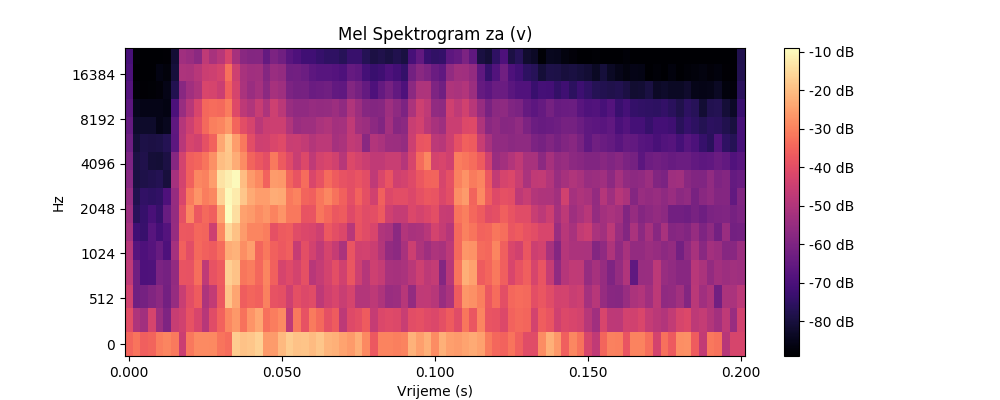 Mel Spektrogram za (v)
16384
8192
4096
2048
1024
512
0
Hz
0.000
0.050
0.100
0.150
0.200
Vrijeme (s)
-10 dB
-20 dB
-30 dB
-40 dB
-50 dB
-60 dB
-70 dB
-80 dB